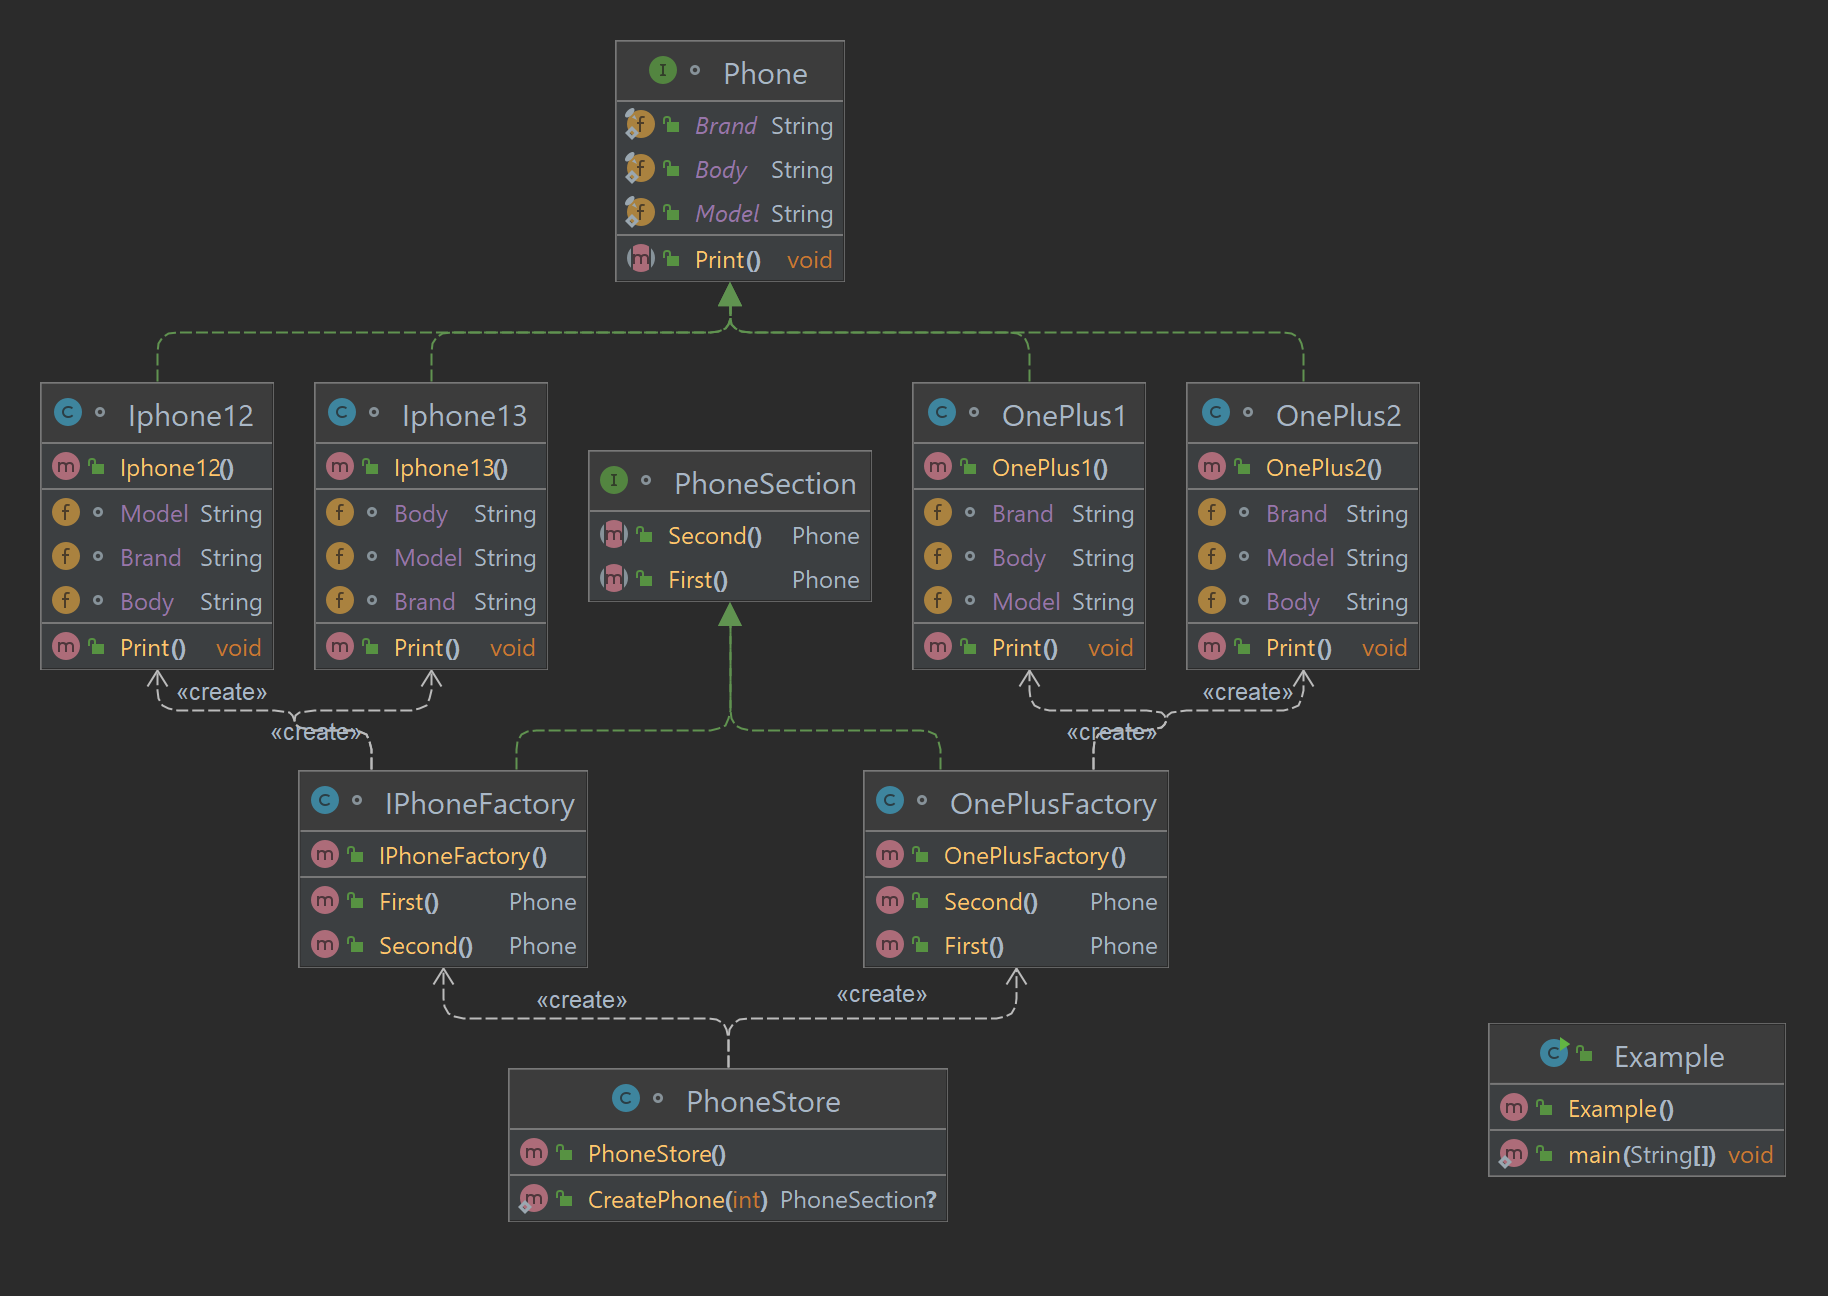 Phone
Brand String
Body String
Model String
Print() void
Iphone12
Iphone12()
Model String
Brand String
Body String
Print() void
Iphone13
Iphone13()
Body String
Model String
Brand String
Print() void
PhoneSection
Second() Phone
First() Phone
OnePlus1
OnePlus1()
Brand String
Body String
Model String
Print() void
OnePlus2
OnePlus2()
Brand String
Model String
Body String
Print() void
«create»
«create»
«create»
«create»
IPhoneFactory
IPhoneFactory()
First() Phone
Second() Phone
OnePlusFactory
OnePlusFactory()
Second() Phone
First() Phone
«create»
«create»
PhoneStore
PhoneStore()
CreatePhone(int) PhoneSection?
Example
Example()
main(String[]) void